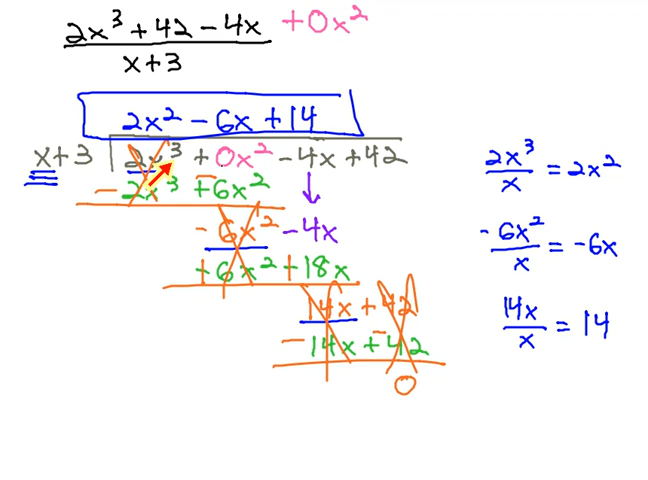 2x³ + 42 - 4x + 0x²
x + 3
2x² - 6x + 14
x + 3 2x³ + 0x² - 4x + 42
- 2x³ + 6x²
-
- 6x² - 4x
+ 6x² + 18x
14x + 42
- 14x + 42
-
0
2x³ = 2x²
x
-6x² = -6x
x
14x = 14
x